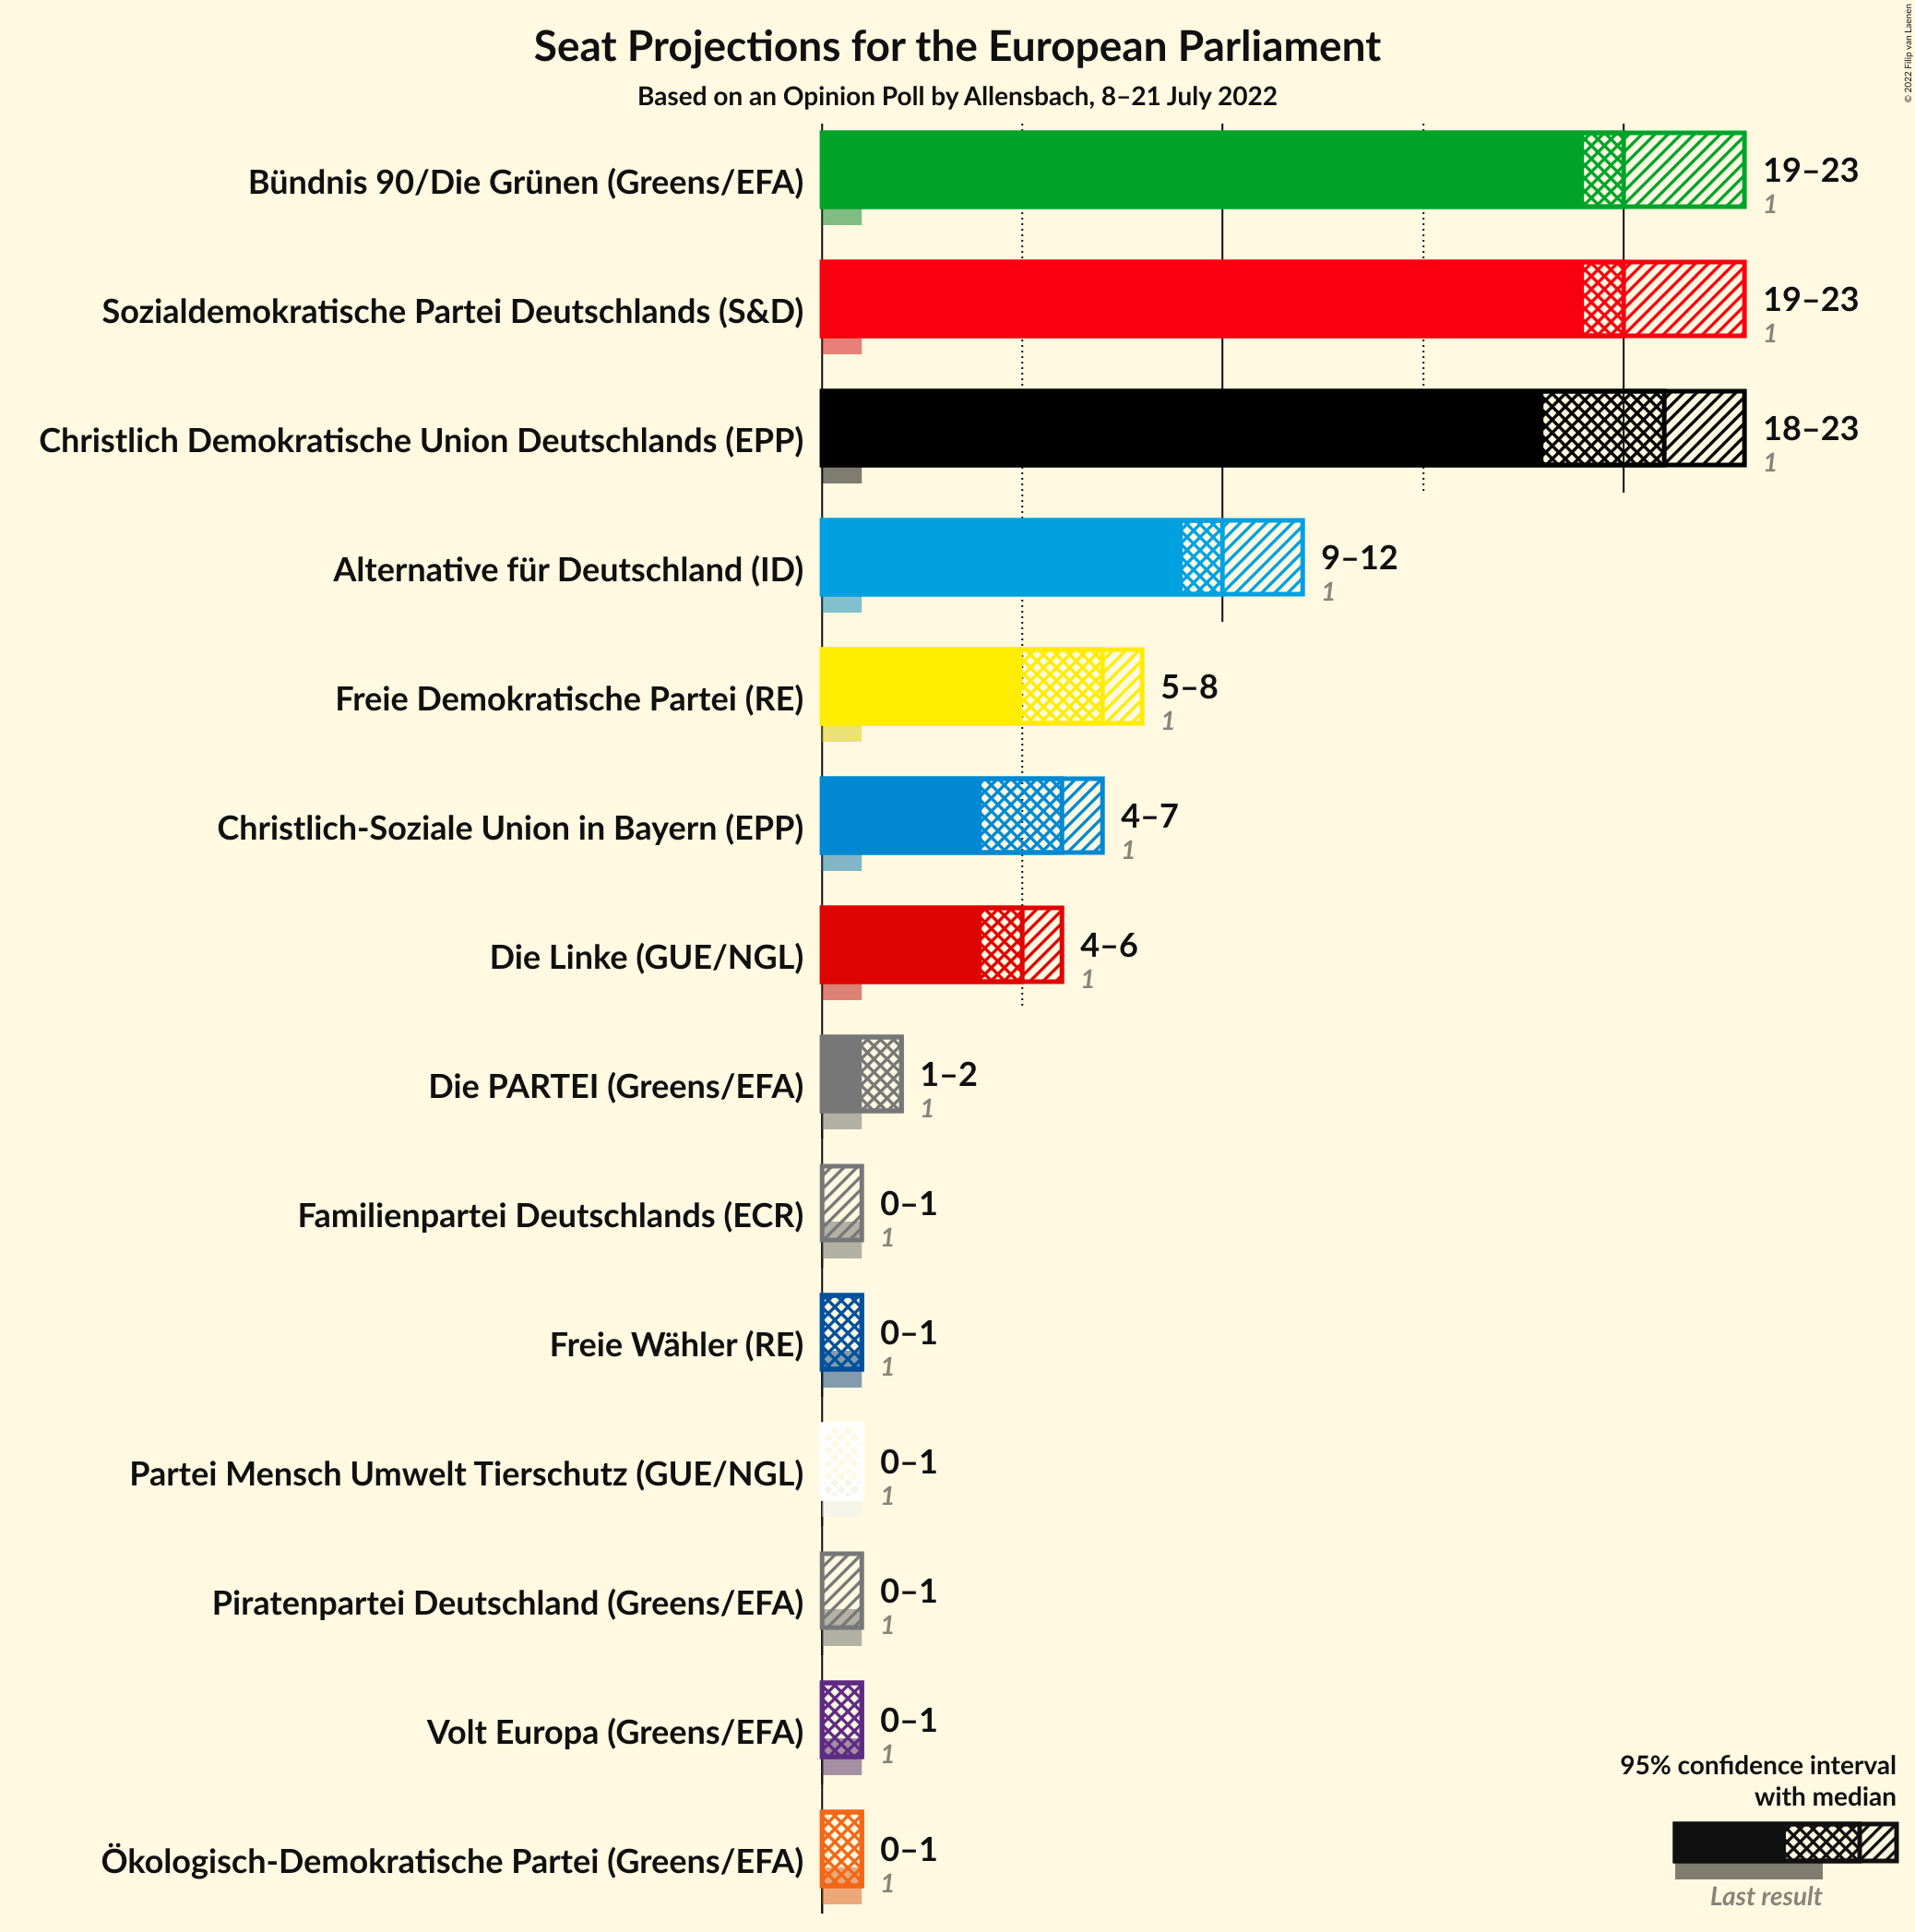 Seat Projections for the European Parliament
Based on an Opinion Poll by Allensbach, 8–21 July 2022
© 2022 Filip van Laenen
Bündnis 90/Die Grünen (Greens/EFA)
19–23
1
Sozialdemokratische Partei Deutschlands (S&D)
19–23
1
Christlich Demokratische Union Deutschlands (EPP)
18–23
1
Alternative für Deutschland (ID)
9–12
1
Freie Demokratische Partei (RE)
5–8
1
Christlich-Soziale Union in Bayern (EPP)
4–7
1
Die Linke (GUE/NGL)
4–6
1
Die PARTEI (Greens/EFA)
1–2
1
Familienpartei Deutschlands (ECR)
0–1
1
Freie Wähler (RE)
0–1
1
Partei Mensch Umwelt Tierschutz (GUE/NGL)
0–1
1
Piratenpartei Deutschland (Greens/EFA)
0–1
1
Volt Europa (Greens/EFA)
0–1
1
Ökologisch-Demokratische Partei (Greens/EFA)
0–1
1
95% confidence interval
with median
Last result